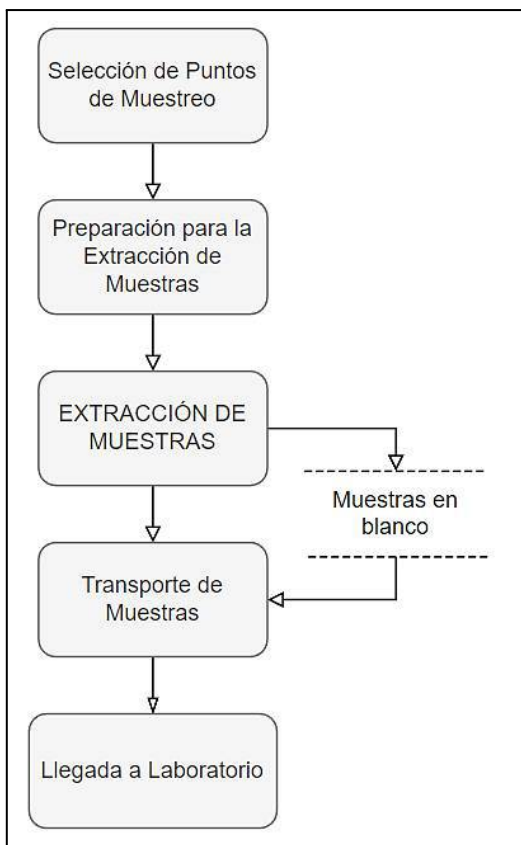 Selección de Puntos
de Muestreo
Preparación para la
Extracción de
Muestras
EXTRACCIÓN DE
MUESTRAS
Muestras en
blanco
Transporte de
Muestras
Llegada a Laboratorio